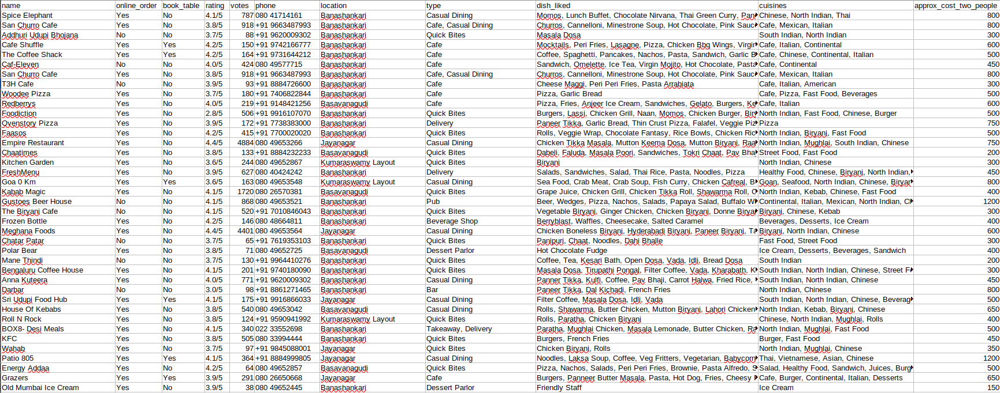 name online_order book_table rating votes phone location type dish_liked cuisines approx_cost_two_people
Spice Elephant Yes No 4.1/5 787 080 41714161 Banashankari Casual Dining Momos, Lunch Buffet, Chocolate Nirvana, Thai Green Curry, Chinese, North Indian, Thai 800
San Churro Cafe Yes No 3.8/5 918 +91 9663487993 Banashankari Cafe, Casual Dining Churros, Cannelloni, Minestrone Soup, Hot Chocolate, Pink Cafe, Mexican, Italian 800
Addhuri Udupi Bhojana No No 3.7/5 88 +91 9620009302 Banashankari Quick Bites Masala Dosa South Indian, North Indian 300
Cafe Shuffle Yes Yes 4.2/5 150 +91 9742166777 Banashankari Cafe Mocktails, Peri Fries, Lasagne, Pizza, Chicken Bbq Wings, Cafe, Italian, Continental 600
The Coffee Shack Yes Yes 4.2/5 164 +91 9731644212 Banashankari Cafe Coffee, Spaghetti, Pancakes, Nachos, Pasta, Sandwich, Garlic Cafe, Chinese, Continental, Italian 500
Caf-Eleven No No 4.0/5 424 080 49577715 Banashankari Cafe Sandwich, Omelette, Ice Tea, Virgin Mojito, Hot Chocolate, Pasta Cafe, Continental 450
San Churro Cafe Yes No 3.8/5 918 +91 9663487993 Banashankari Cafe, Casual Dining Churros, Cannelloni, Minestrone Soup, Hot Chocolate, Pink Cafe, Mexican, Italian 800
T3H Cafe No No 3.9/5 93 +91 8884726600 Banashankari Cafe Cheese Maggi, Peri Peri Fries, Pasta Arrabiata Cafe, Italian, American 300
Woodee Pizza Yes No 3.7/5 180 +91 7406822844 Banashankari Cafe Pizza, Garlic Bread Cafe, Pizza, Fast Food, Beverages 500
Redberrys Yes No 4.0/5 219 +91 9148421256 Basavanagudi Cafe Pizza, Fries, Anjeer Ice Cream, Sandwiches, Gelato, Burgers, Cafe, Italian 600
Foodiction Yes No 2.8/5 506 +91 9916107070 Banashankari Quick Bites Burgers, Lassi, Chicken Grill, Naan, Momos, Chicken Burger, North Indian, Fast Food, Chinese, Burger 500
Ovenstory Pizza Yes No 3.9/5 172 +91 7738383000 Banashankari Delivery Paneer Tikka, Garlic Bread, Thin Crust Pizza, Falafel, Veggie Pizza 750
Faasos Yes No 4.2/5 415 +91 7700020020 Banashankari Quick Bites Rolls, Veggie Wrap, Chocolate Fantasy, Rice Bowls, Chicken North Indian, Biryani, Fast Food 500
Empire Restaurant Yes No 4.4/5 4884 080 49653266 Jayanagar Casual Dining Chicken Tikka Masala, Mutton Keema Dosa, Mutton Biryani, North Indian, Mughlai, South Indian, Chinese 750
Chaatimes Yes No 3.8/5 133 +91 8884232233 Basavanagudi Quick Bites Dabeli, Faluda, Masala Poori, Sandwiches, Tokri Chaat, Pav Street Food, Fast Food 200
Kitchen Garden Yes No 3.6/5 244 080 49652867 Kumaraswamy Layout Quick Bites Biryani North Indian, Chinese 300
FreshMenu Yes No 3.9/5 627 080 40424242 Banashankari Delivery Salads, Sandwiches, Salad, Thai Rice, Pasta, Noodles, Pizza Healthy Food, Chinese, Biryani, North Indian, 450
Goa 0 Km Yes Yes 3.6/5 163 080 49653548 Kumaraswamy Layout Casual Dining Sea Food, Crab Meat, Crab Soup, Fish Curry, Chicken Cafreal, Goan, Seafood, North Indian, Chinese, 800
Kabab Magic Yes No 4.1/5 1720 080 26570381 Basavanagudi Quick Bites Grape Juice, Chicken Grill, Chicken Tikka Roll, Shawarma Roll, North Indian, Kebab, Chinese, Fast Food 400
Gustoes Beer House No No 4.1/5 868 080 49653521 Banashankari Pub Beer, Wedges, Pizza, Nachos, Salads, Papaya Salad, Buffalo Continental, Italian, Mexican, North Indian, 1200
The Biryani Cafe No No 4.1/5 520 +91 7010846043 Banashankari Quick Bites Vegetable Biryani, Ginger Chicken, Chicken Biryani, Donne Biryani, Chinese, Kebab 300
Frozen Bottle Yes No 4.2/5 146 080 48664811 Banashankari Beverage Shop Berryblast, Waffles, Cheesecake, Salted Caramel Beverages, Desserts, Ice Cream 400
Meghana Foods Yes No 4.4/5 4401 080 49653564 Jayanagar Casual Dining Chicken Boneless Biryani, Hyderabadi Biryani, Paneer Biryani, Biryani, North Indian, Chinese 600
Chatar Patar No No 3.7/5 65 +91 7619353103 Banashankari Quick Bites Panipuri, Chaat, Noodles, Dahi Bhalle Fast Food, Street Food 300
Polar Bear Yes No 3.8/5 71 080 49652725 Basavanagudi Dessert Parlor Hot Chocolate Fudge Ice Cream, Desserts, Beverages, Sandwich 400
Mane Thindi No No 3.7/5 130 +91 9964410276 Banashankari Quick Bites Coffee, Tea, Kesari Bath, Open Dosa, Vada, Idli, Bread Dosa South Indian 200
Bengaluru Coffee House Yes No 4.1/5 201 +91 9740180090 Banashankari Quick Bites Masala Dosa, Tirupathi Pongal, Filter Coffee, Vada, Kharabath, South Indian, North Indian, Chinese, Street 300
Anna Kuteera Yes No 4.0/5 771 +91 9620009302 Banashankari Casual Dining Panner Tikka, Kulfi, Coffee, Pav Bhaji, Carrot Halwa, Fried Rice, South Indian, North Indian, Chinese 450
Darbar No No 3.0/5 98 +91 8861271465 Banashankari Bar Paneer Tikka, Dal Kichadi, French Fries North Indian, Chinese 800
Sri Udupi Food Hub Yes Yes 4.1/5 175 +91 9916866033 Jayanagar Casual Dining Filter Coffee, Masala Dosa, Idli, Vada South Indian, North Indian, Chinese, 500
House Of Kebabs Yes No 3.8/5 540 080 49653042 Basavanagudi Casual Dining Rolls, Shawarma, Butter Chicken, Mutton Biryani, Lahori Chicken North Indian, Kebab, Biryani, Chinese 650
Roll N Rock Yes No 3.8/5 124 +91 9590941992 Kumaraswamy Layout Quick Bites Rolls, Paratha, Chicken Biryani Chinese, North Indian, Mughlai, Rolls 400
BOX8- Desi Meals Yes No 4.1/5 340 022 33552698 Banashankari Takeaway, Delivery Paratha, Mughlai Chicken, Masala Lemonade, Butter Chicken, North Indian, Mughlai, Fast Food 500
KFC Yes No 3.8/5 505 080 33994444 Banashankari Quick Bites Burgers, French Fries Burger, Fast Food 450
Wahab Yes No 3.7/5 97 +91 9845088001 Jayanagar Quick Bites Chicken Biryani, Rolls North Indian, Mughlai, Chinese 350
Patio 805 Yes Yes 4.1/5 364 +91 8884999805 Jayanagar Casual Dining Noodles, Laksa Soup, Coffee, Veg Fritters, Vegetarian, Babycorn Thai, Vietnamese, Asian, Chinese 1200
Energy Addaa Yes No 4.2/5 64 080 49652857 Basavanagudi Quick Bites Pizza, Nachos, Salads, Peri Peri Fries, Brownie, Pasta Alfredo, Salad, Healthy Food, Sandwich, Juices, 500
Grazers Yes Yes 3.9/5 291 080 26650668 Jayanagar Cafe Burgers, Panneer Butter Masala, Pasta, Hot Dog, Fries, Cheesy Cafe, Burger, Continental, Italian, Desserts 650
Old Mumbai Ice Cream Yes No 3.9/5 38 080 49652445 Banashankari Dessert Parlor Friendly Staff Ice Cream 150